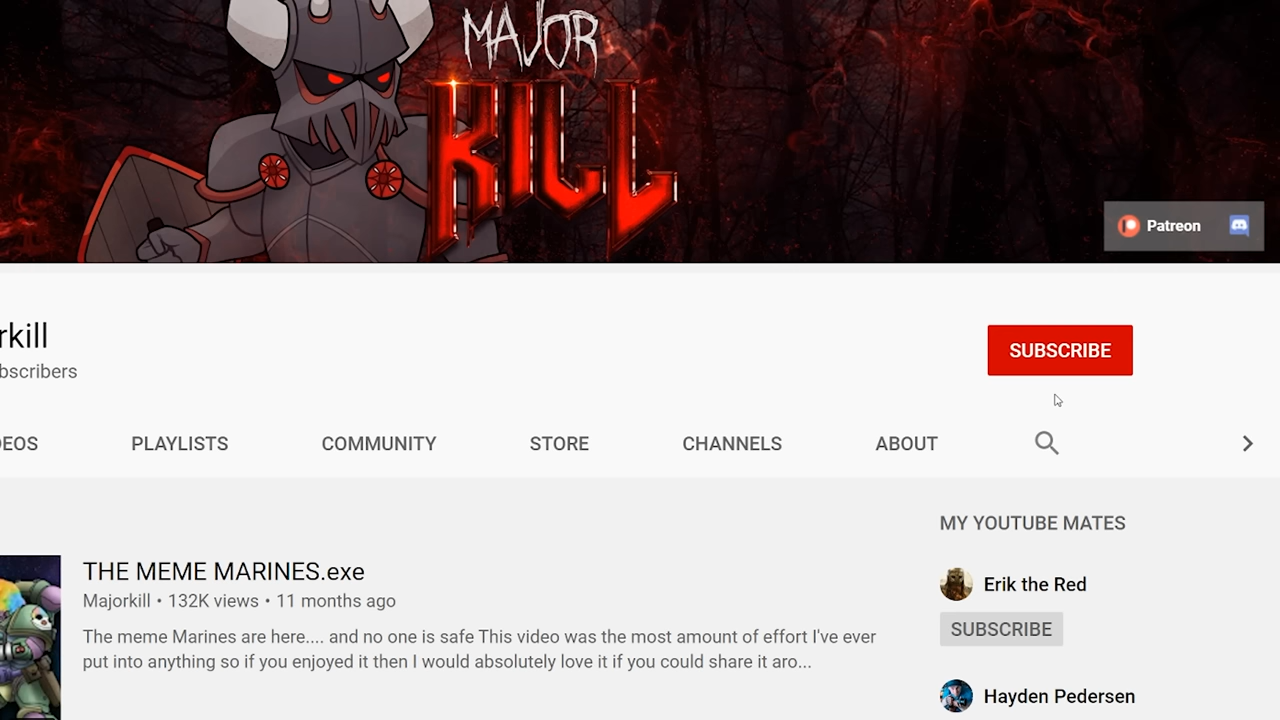 MAJOR
KILL
Patreon
rkill
bscribers
SUBSCRIBE
DEOS
PLAYLISTS
COMMUNITY
STORE
CHANNELS
ABOUT
MY YOUTUBE MATES
THE MEME MARINES.exe
Majorkill • 132K views • 11 months ago
The meme Marines are here.... and no one is safe This video was the most amount of effort I've ever
put into anything so if you enjoyed it then I would absolutely love it if you could share it aro...
Erik the Red
SUBSCRIBE
Hayden Pedersen